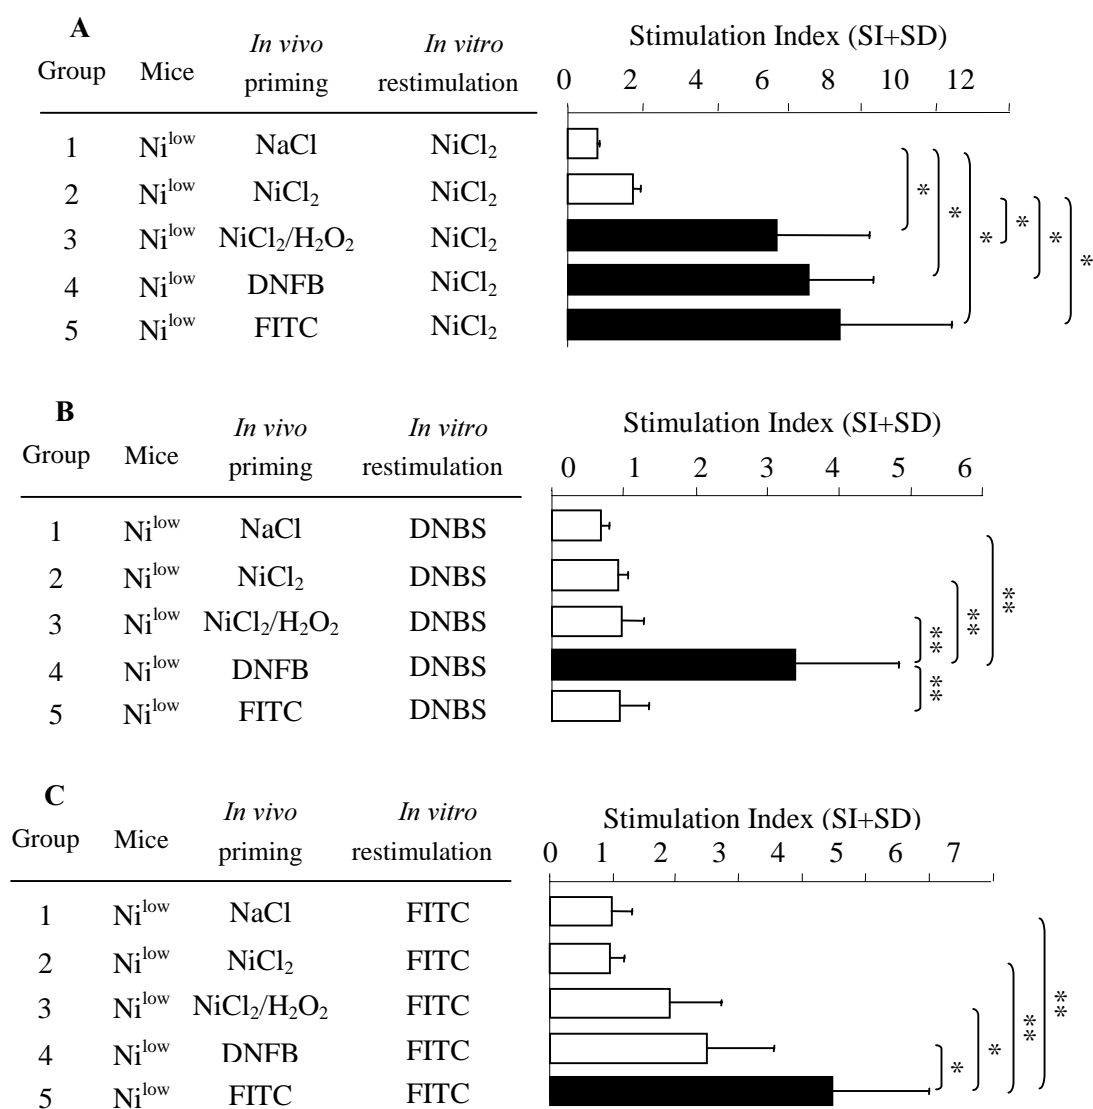 A
Group Mice In vivo priming In vitro restimulation Stimulation Index (SI+SD)
0 2 4 6 8 10 12
1 Ni^low NaCl NiCl₂
2 Ni^low NiCl₂ NiCl₂
3 Ni^low NiCl₂/H₂O₂ NiCl₂
4 Ni^low DNFB NiCl₂
5 Ni^low FITC NiCl₂
* * * * * *
B
Group Mice In vivo priming In vitro restimulation Stimulation Index (SI+SD)
0 1 2 3 4 5 6
1 Ni^low NaCl DNBS
2 Ni^low NiCl₂ DNBS
3 Ni^low NiCl₂/H₂O₂ DNBS
4 Ni^low DNFB DNBS
5 Ni^low FITC DNBS
** ** ** **
C
Group Mice In vivo priming In vitro restimulation Stimulation Index (SI+SD)
0 1 2 3 4 5 6 7
1 Ni^low NaCl FITC
2 Ni^low NiCl₂ FITC
3 Ni^low NiCl₂/H₂O₂ FITC
4 Ni^low DNFB FITC
5 Ni^low FITC FITC
* * ** **